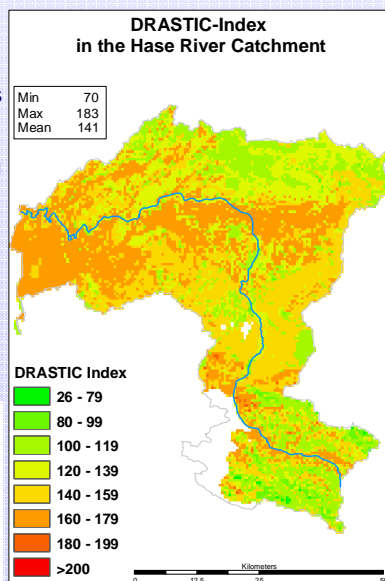 DRASTIC-Index
in the Hase River Catchment
s
Min 70
Max 183
Mean 141
DRASTIC Index
26 - 79
80 - 99
100 - 119
120 - 139
140 - 159
160 - 179
180 - 199
>200
Kilometers
0 12.5 25 50